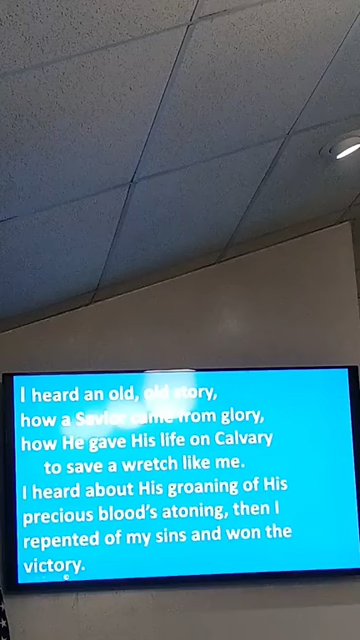 I heard an old, old story,
how a Savior came from glory,
how He gave His life on Calvary
to save a wretch like me.
I heard about His groaning of His
precious blood's atoning, then I
repented of my sins and won the
victory.